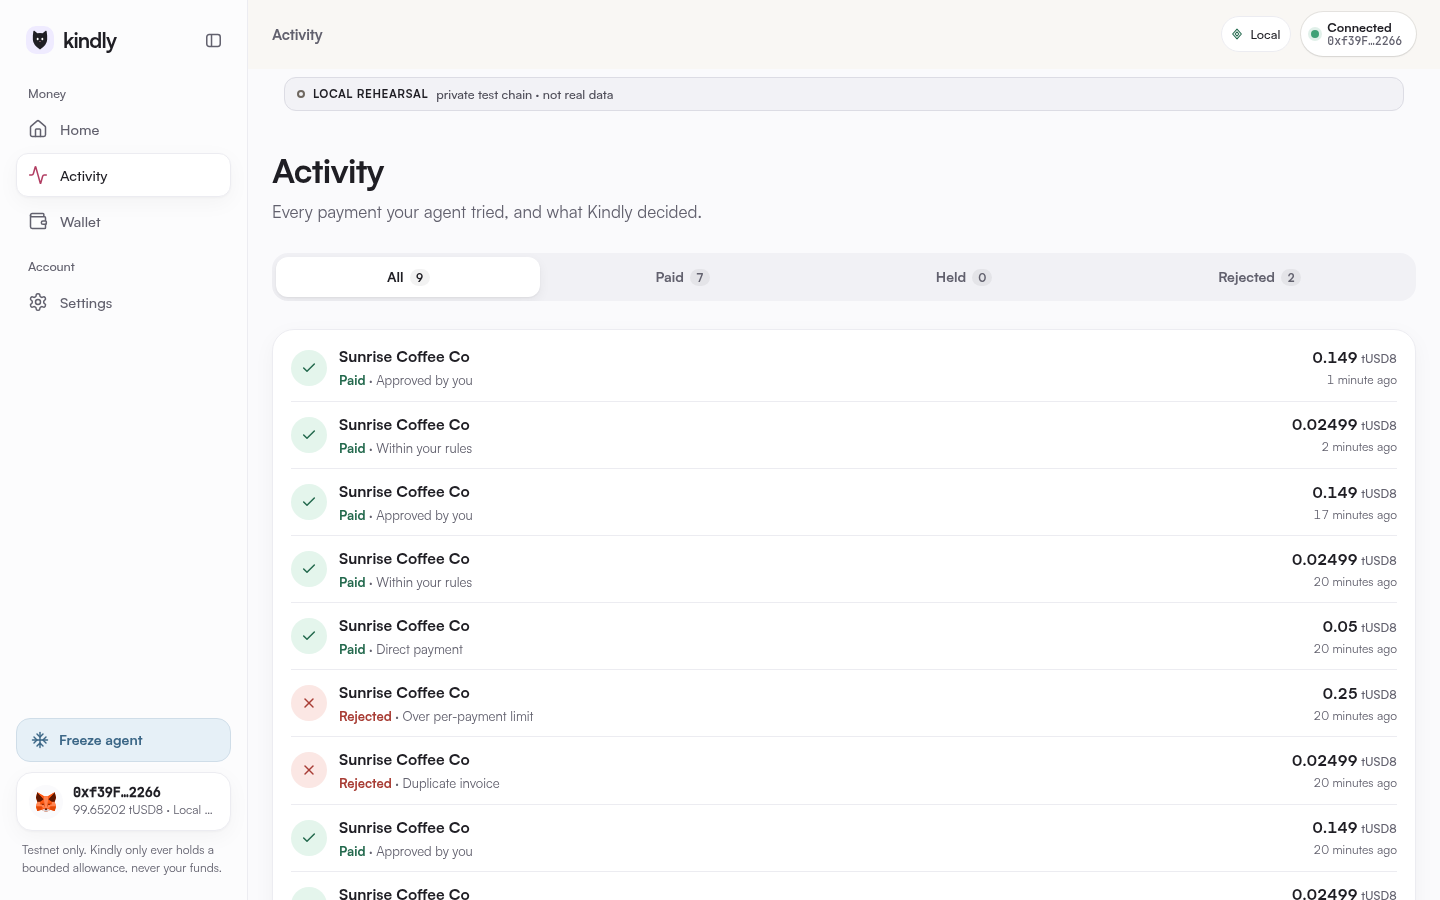 kindly
Money
Home
Activity
Wallet
Account
Settings
Freeze agent
0xf39F…2266
99.65202 tUSD8 · Local …
Testnet only. Kindly only ever holds a
bounded allowance, never your funds.
Activity
Local
Connected
0xf39F…2266
LOCAL REHEARSAL private test chain · not real data
Activity
Every payment your agent tried, and what Kindly decided.
All 9 Paid 7 Held 0 Rejected 2
Sunrise Coffee Co 0.149 tUSD8
Paid · Approved by you 1 minute ago
Sunrise Coffee Co 0.02499 tUSD8
Paid · Within your rules 2 minutes ago
Sunrise Coffee Co 0.149 tUSD8
Paid · Approved by you 17 minutes ago
Sunrise Coffee Co 0.02499 tUSD8
Paid · Within your rules 20 minutes ago
Sunrise Coffee Co 0.05 tUSD8
Paid · Direct payment 20 minutes ago
Sunrise Coffee Co 0.25 tUSD8
Rejected · Over per-payment limit 20 minutes ago
Sunrise Coffee Co 0.02499 tUSD8
Rejected · Duplicate invoice 20 minutes ago
Sunrise Coffee Co 0.149 tUSD8
Paid · Approved by you 20 minutes ago
Sunrise Coffee Co 0.02499 tUSD8